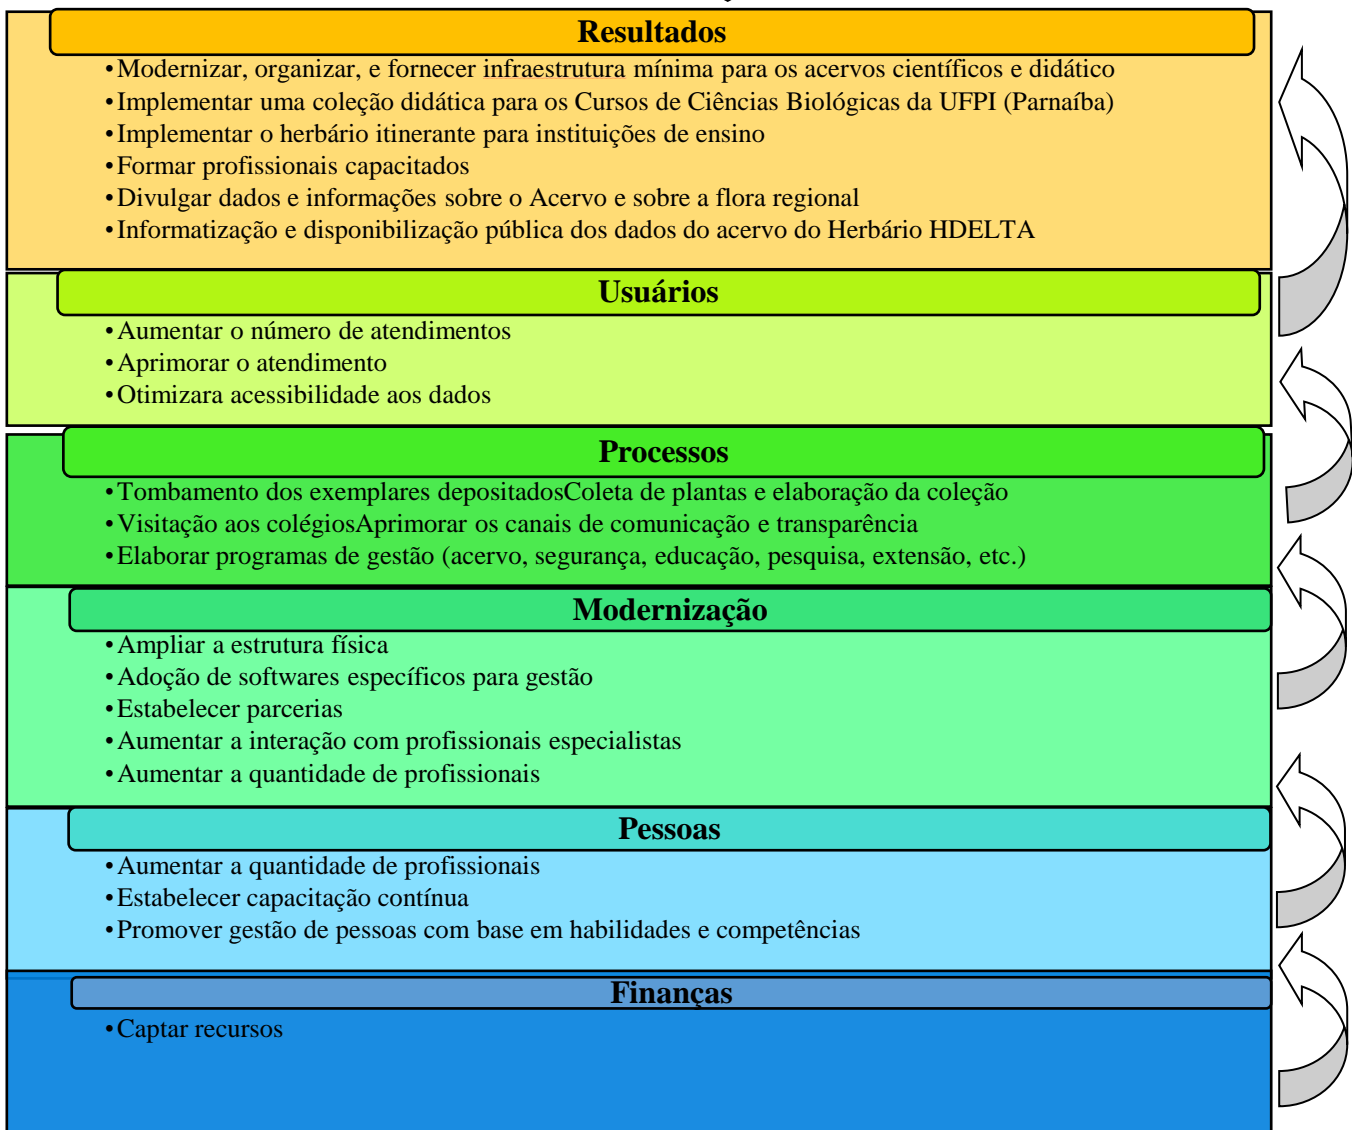 Resultados
•Modernizar, organizar, e fornecer infraestrutura mínima para os acervos científicos e didático
•Implementar uma coleção didática para os Cursos de Ciências Biológicas da UFPI (Parnaíba)
•Implementar o herbário itinerante para instituições de ensino
•Formar profissionais capacitados
•Divulgar dados e informações sobre o Acervo e sobre a flora regional
•Informatização e disponibilização pública dos dados do acervo do Herbário HDELTA
Usuários
•Aumentar o número de atendimentos
•Aprimorar o atendimento
•Otimizara acessibilidade aos dados
Processos
•Tombamento dos exemplares depositadosColeta de plantas e elaboração da coleção
•Visitação aos colégiosAprimorar os canais de comunicação e transparência
•Elaborar programas de gestão (acervo, segurança, educação, pesquisa, extensão, etc.)
Modernização
•Ampliar a estrutura física
•Adoção de softwares específicos para gestão
•Estabelecer parcerias
•Aumentar a interação com profissionais especialistas
•Aumentar a quantidade de profissionais
Pessoas
•Aumentar a quantidade de profissionais
•Estabelecer capacitação contínua
•Promover gestão de pessoas com base em habilidades e competências
Finanças
•Captar recursos